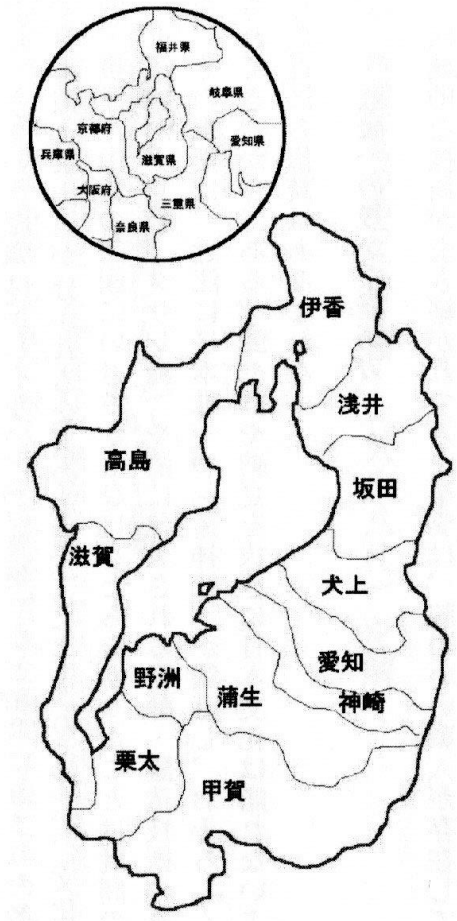 福井県
岐阜県
京都府
愛知県
兵庫県
滋賀県
大阪府
三重県
奈良県
伊香
浅井
高島
坂田
滋賀
犬上
愛知
野洲
蒲生
神崎
栗太
甲賀